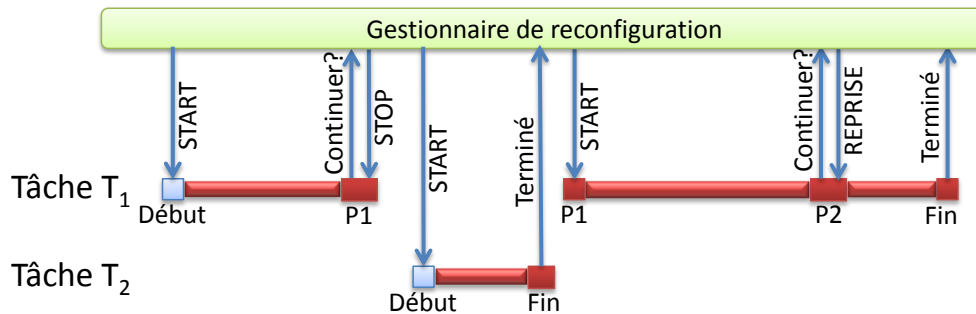 Gestionnaire de reconfiguration
START
Continuer?
STOP
START
Terminé
START
Continuer?
REPRISE
Terminé
Tâche T1
Début
P1
P1
P2
Fin
Tâche T2
Début
Fin